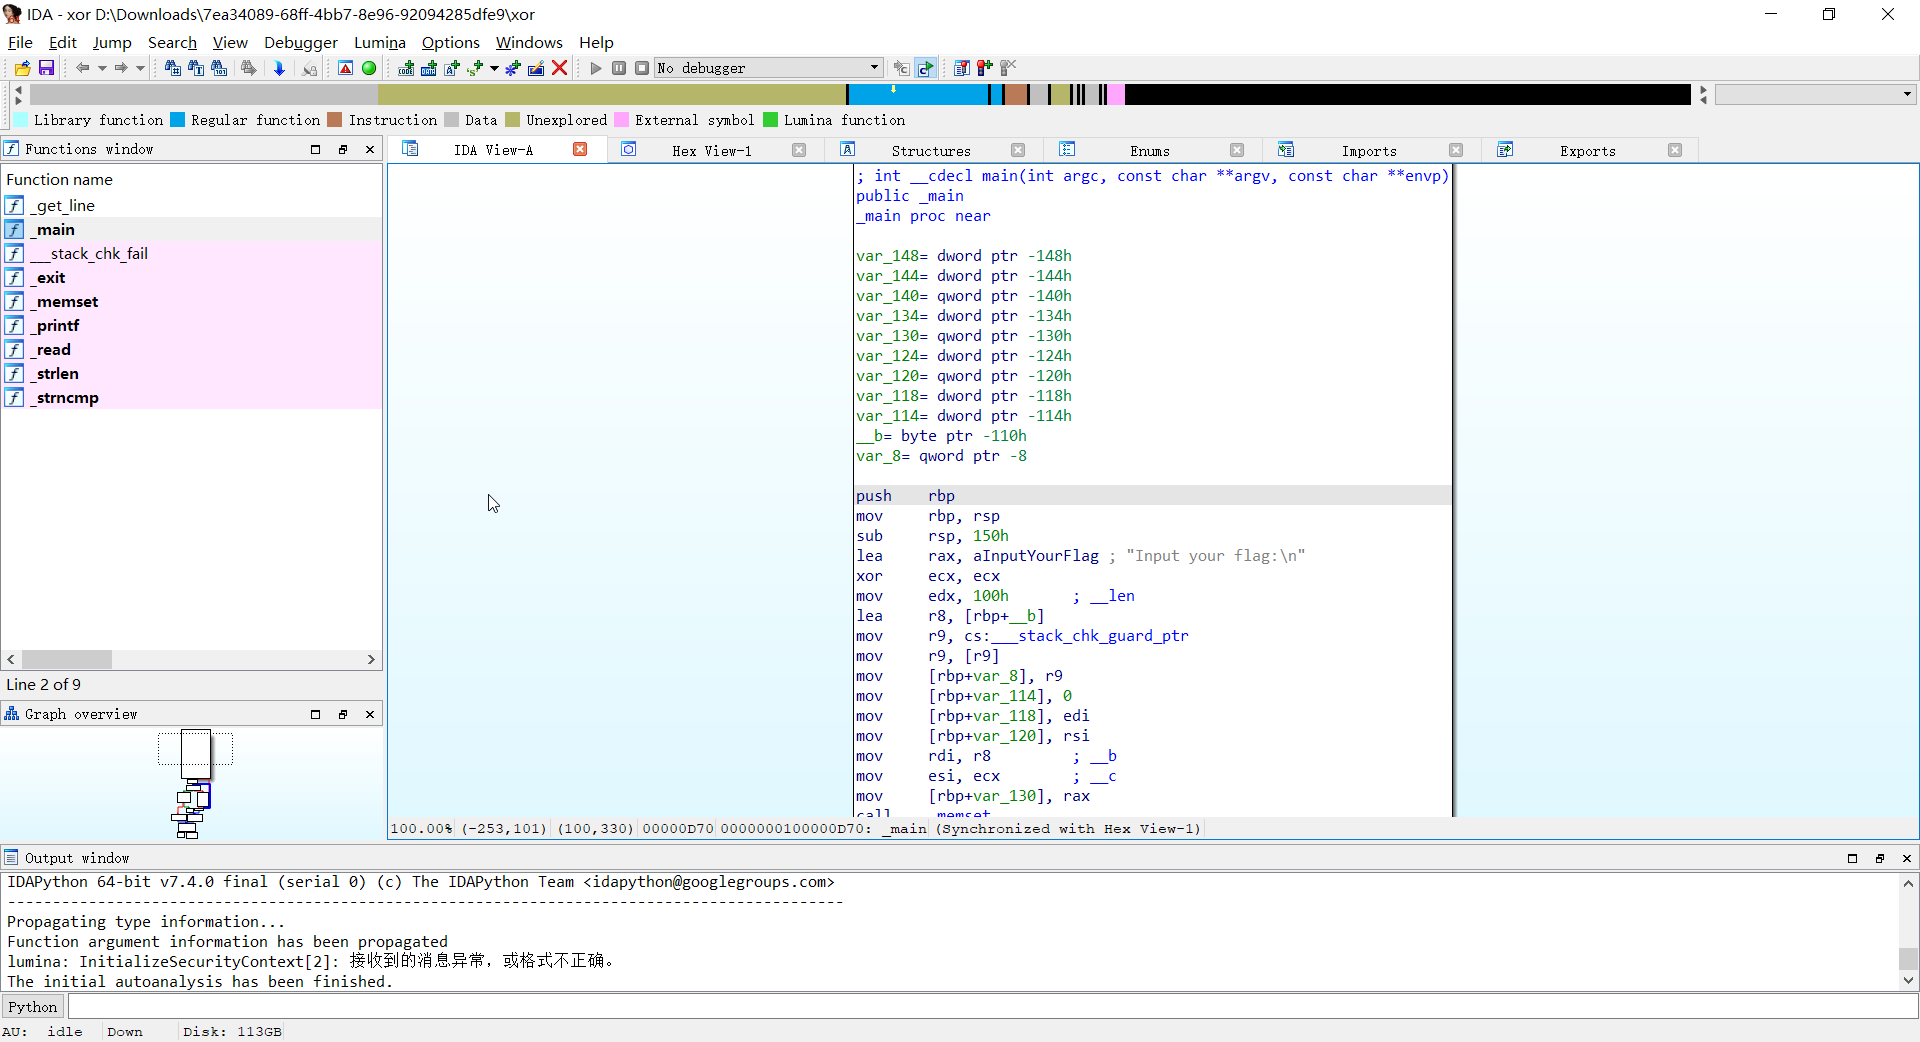 IDA - xor D:\Downloads\7ea34089-68ff-4bb7-8e96-92094285dfe9\xor
File Edit Jump Search View Debugger Lumina Options Windows Help
No debugger
Library function Regular function Instruction Data Unexplored External symbol Lumina function
Functions window
IDA View-A Hex View-1 Structures Enums Imports Exports
Function name
_get_line
_main
___stack_chk_fail
_exit
_memset
_printf
_read
_strlen
_strncmp
Line 2 of 9
Graph overview
; int __cdecl main(int argc, const char **argv, const char **envp)
public _main
_main proc near
var_148= dword ptr -148h
var_144= dword ptr -144h
var_140= qword ptr -140h
var_134= dword ptr -134h
var_130= qword ptr -130h
var_124= dword ptr -124h
var_120= qword ptr -120h
var_118= dword ptr -118h
var_114= dword ptr -114h
__b= byte ptr -110h
var_8= qword ptr -8
push rbp
mov rbp, rsp
sub rsp, 150h
lea rax, aInputYourFlag ; "Input your flag:\n"
xor ecx, ecx
mov edx, 100h ; __len
lea r8, [rbp+__b]
mov r9, cs:___stack_chk_guard_ptr
mov r9, [r9]
mov [rbp+var_8], r9
mov [rbp+var_114], 0
mov [rbp+var_118], edi
mov [rbp+var_120], rsi
mov rdi, r8 ; __b
mov esi, ecx ; __c
mov [rbp+var_130], rax
call _memset
100.00% (-253,101) (100,330) 00000D70 0000000100000D70: _main (Synchronized with Hex View-1)
Output window
IDAPython 64-bit v7.4.0 final (serial 0) (c) The IDAPython Team <idapython@googlegroups.com>
---------------------------------------------------------------------------------------------
Propagating type information...
Function argument information has been propagated
lumina: InitializeSecurityContext[2]: 接收到的消息异常，或格式不正确。
The initial autoanalysis has been finished.
Python
AU: idle Down Disk: 113GB